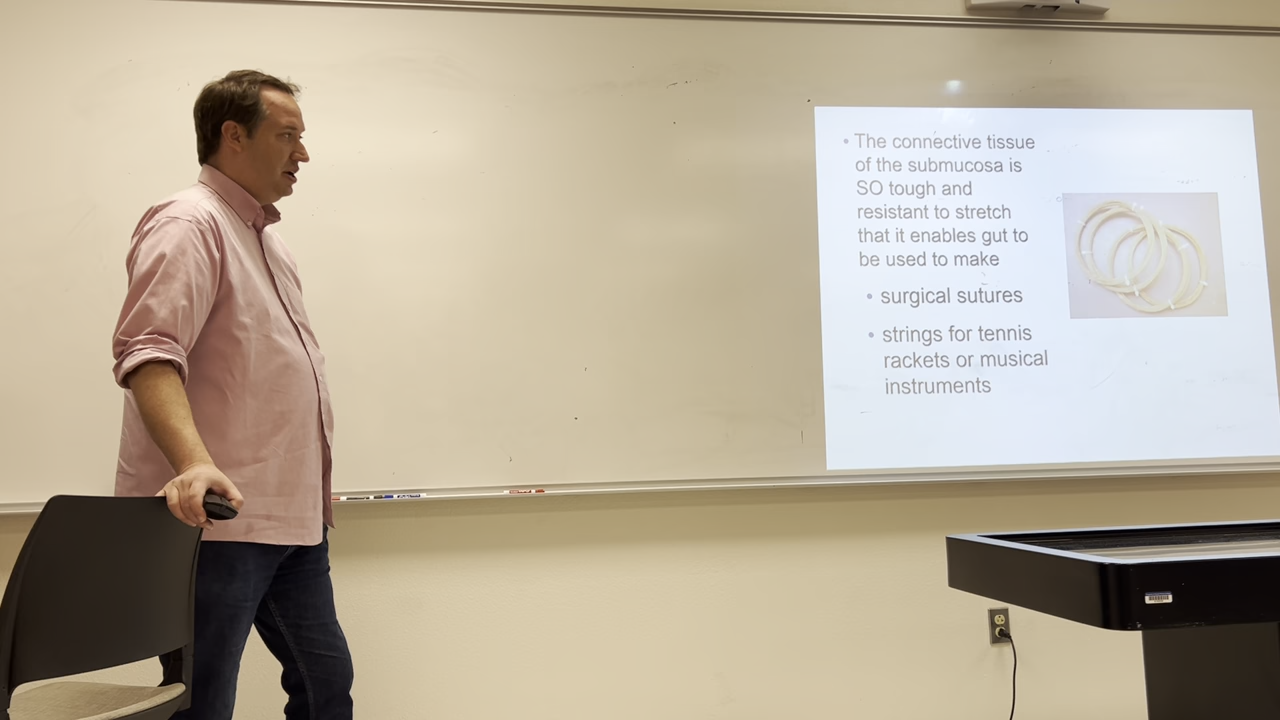 • The connective tissue
of the submucosa is
SO tough and
resistant to stretch
that it enables gut to
be used to make
• surgical sutures
• strings for tennis
rackets or musical
instruments